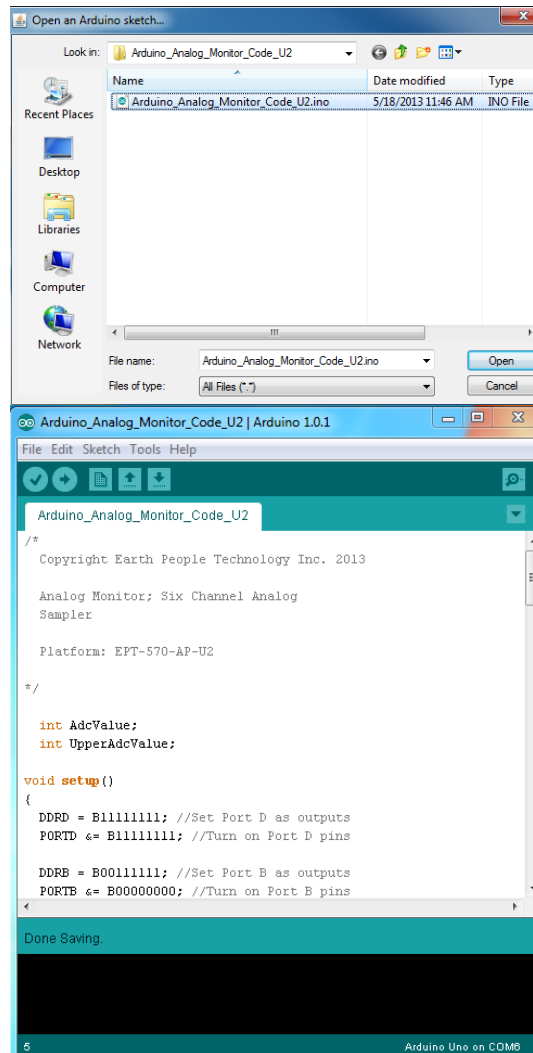 Open an Arduino sketch...
Look in: Arduino_Analog_Monitor_Code_U2
Name Date modified Type
Arduino_Analog_Monitor_Code_U2.ino 5/18/2013 11:46 AM INO File
Recent Places
Desktop
Libraries
Computer
Network
File name: Arduino_Analog_Monitor_Code_U2.ino Open
Files of type: All Files (*.*) Cancel
Arduino_Analog_Monitor_Code_U2 | Arduino 1.0.1
File Edit Sketch Tools Help
Arduino_Analog_Monitor_Code_U2
/*
Copyright Earth People Technology Inc. 2013
Analog Monitor; Six Channel Analog
Sampler
Platform: EPT-570-AP-U2
*/
int AdcValue;
int UpperAdcValue;
void setup()
{
DDRD = B11111111; //Set Port D as outputs
PORTD &= B11111111; //Turn on Port D pins
DDRB = B00111111; //Set Port B as outputs
PORTB &= B00000000; //Turn on Port B pins
Done Saving.
5 Arduino Uno on COM6